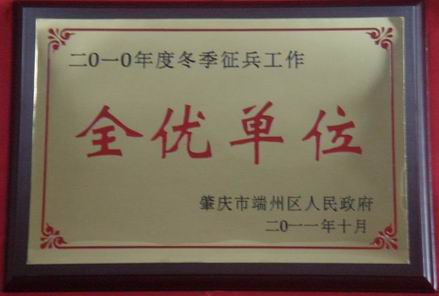 二0一0年度冬季征兵工作
全优单位
肇庆市端州区人民政府
二0一一年十月